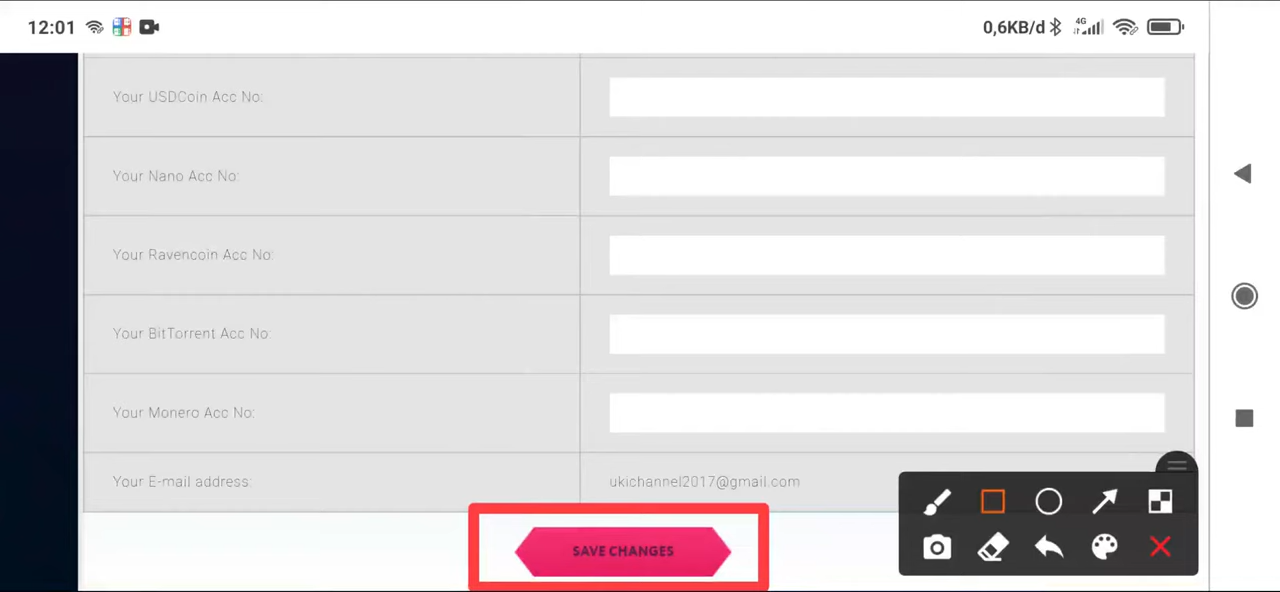 12:01
0,6KB/d
4G
Your USDCoin Acc No:
Your Nano Acc No:
Your Ravencoin Acc No:
Your BitTorrent Acc No:
Your Monero Acc No:
Your E-mail address:
ukichannel2017@gmail.com
SAVE CHANGES